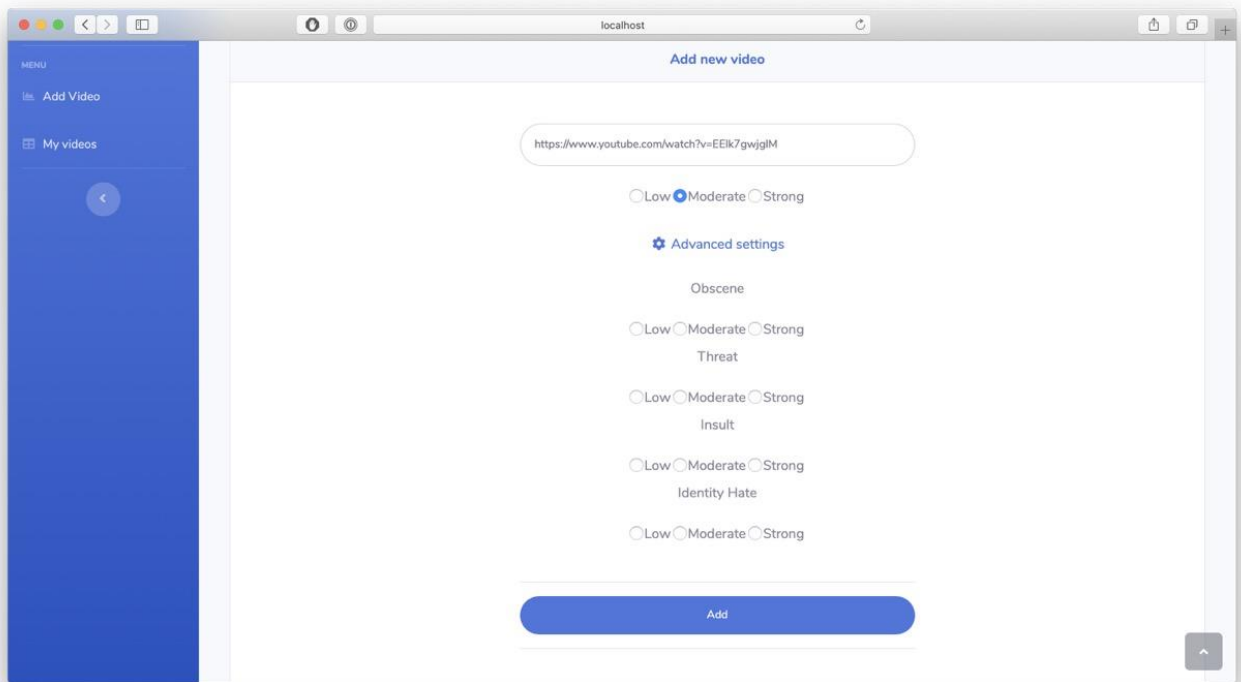 localhost
MENU
Add Video
My videos
Add new video
https://www.youtube.com/watch?v=EEIk7gwjgIM
Low Moderate Strong
Advanced settings
Obscene
Low Moderate Strong
Threat
Low Moderate Strong
Insult
Low Moderate Strong
Identity Hate
Low Moderate Strong
Add